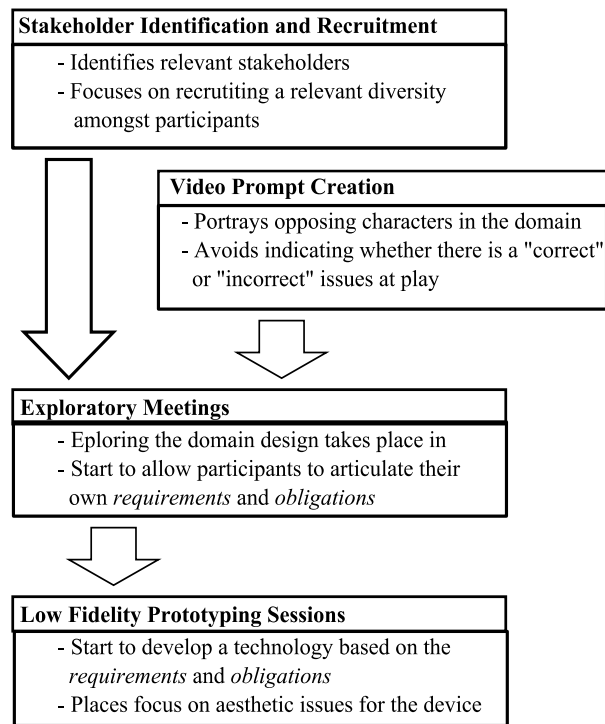 Stakeholder Identification and Recruitment
- Identifies relevant stakeholders
- Focuses on recrutiting a relevant diversity
amongst participants
Video Prompt Creation
- Portrays opposing characters in the domain
- Avoids indicating whether there is a "correct"
or "incorrect" issues at play
Exploratory Meetings
- Eploring the domain design takes place in
- Start to allow participants to articulate their
own requirements and obligations
Low Fidelity Prototyping Sessions
- Start to develop a technology based on the
requirements and obligations
- Places focus on aesthetic issues for the device